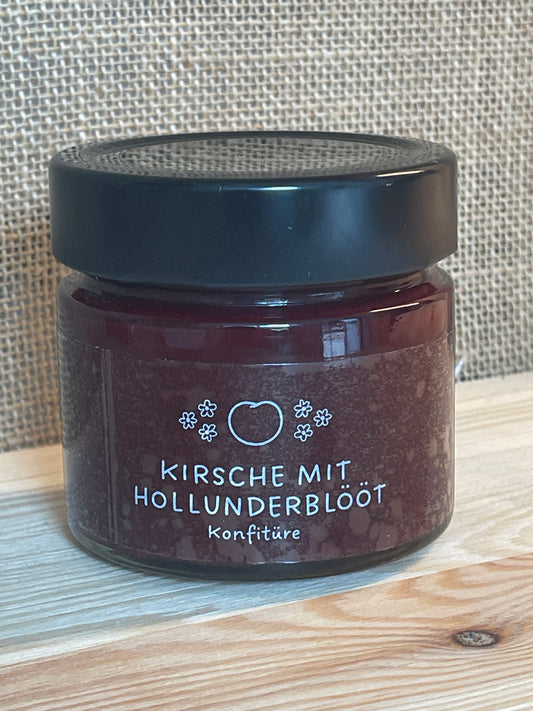 KIRSCHE MIT
HOLLUNDERBLÖÖT
Konfitüre